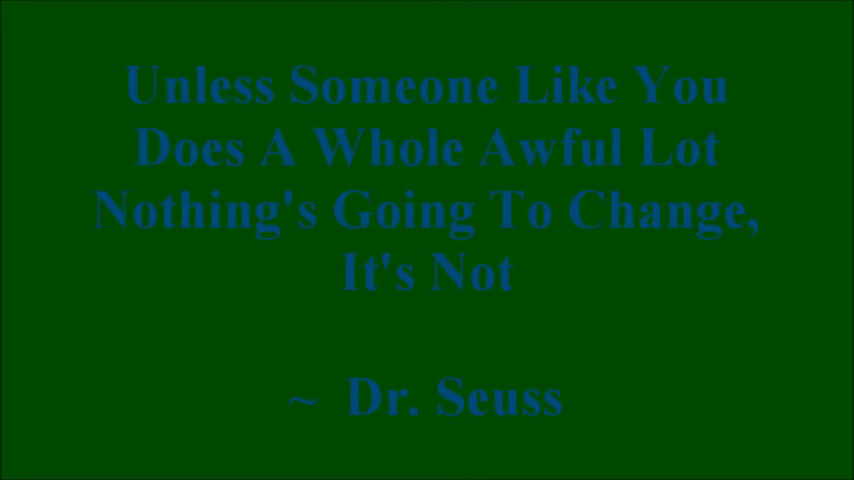 Unless Someone Like You
Does A Whole Awful Lot
Nothing's Going To Change,
It's Not
~ Dr. Seuss